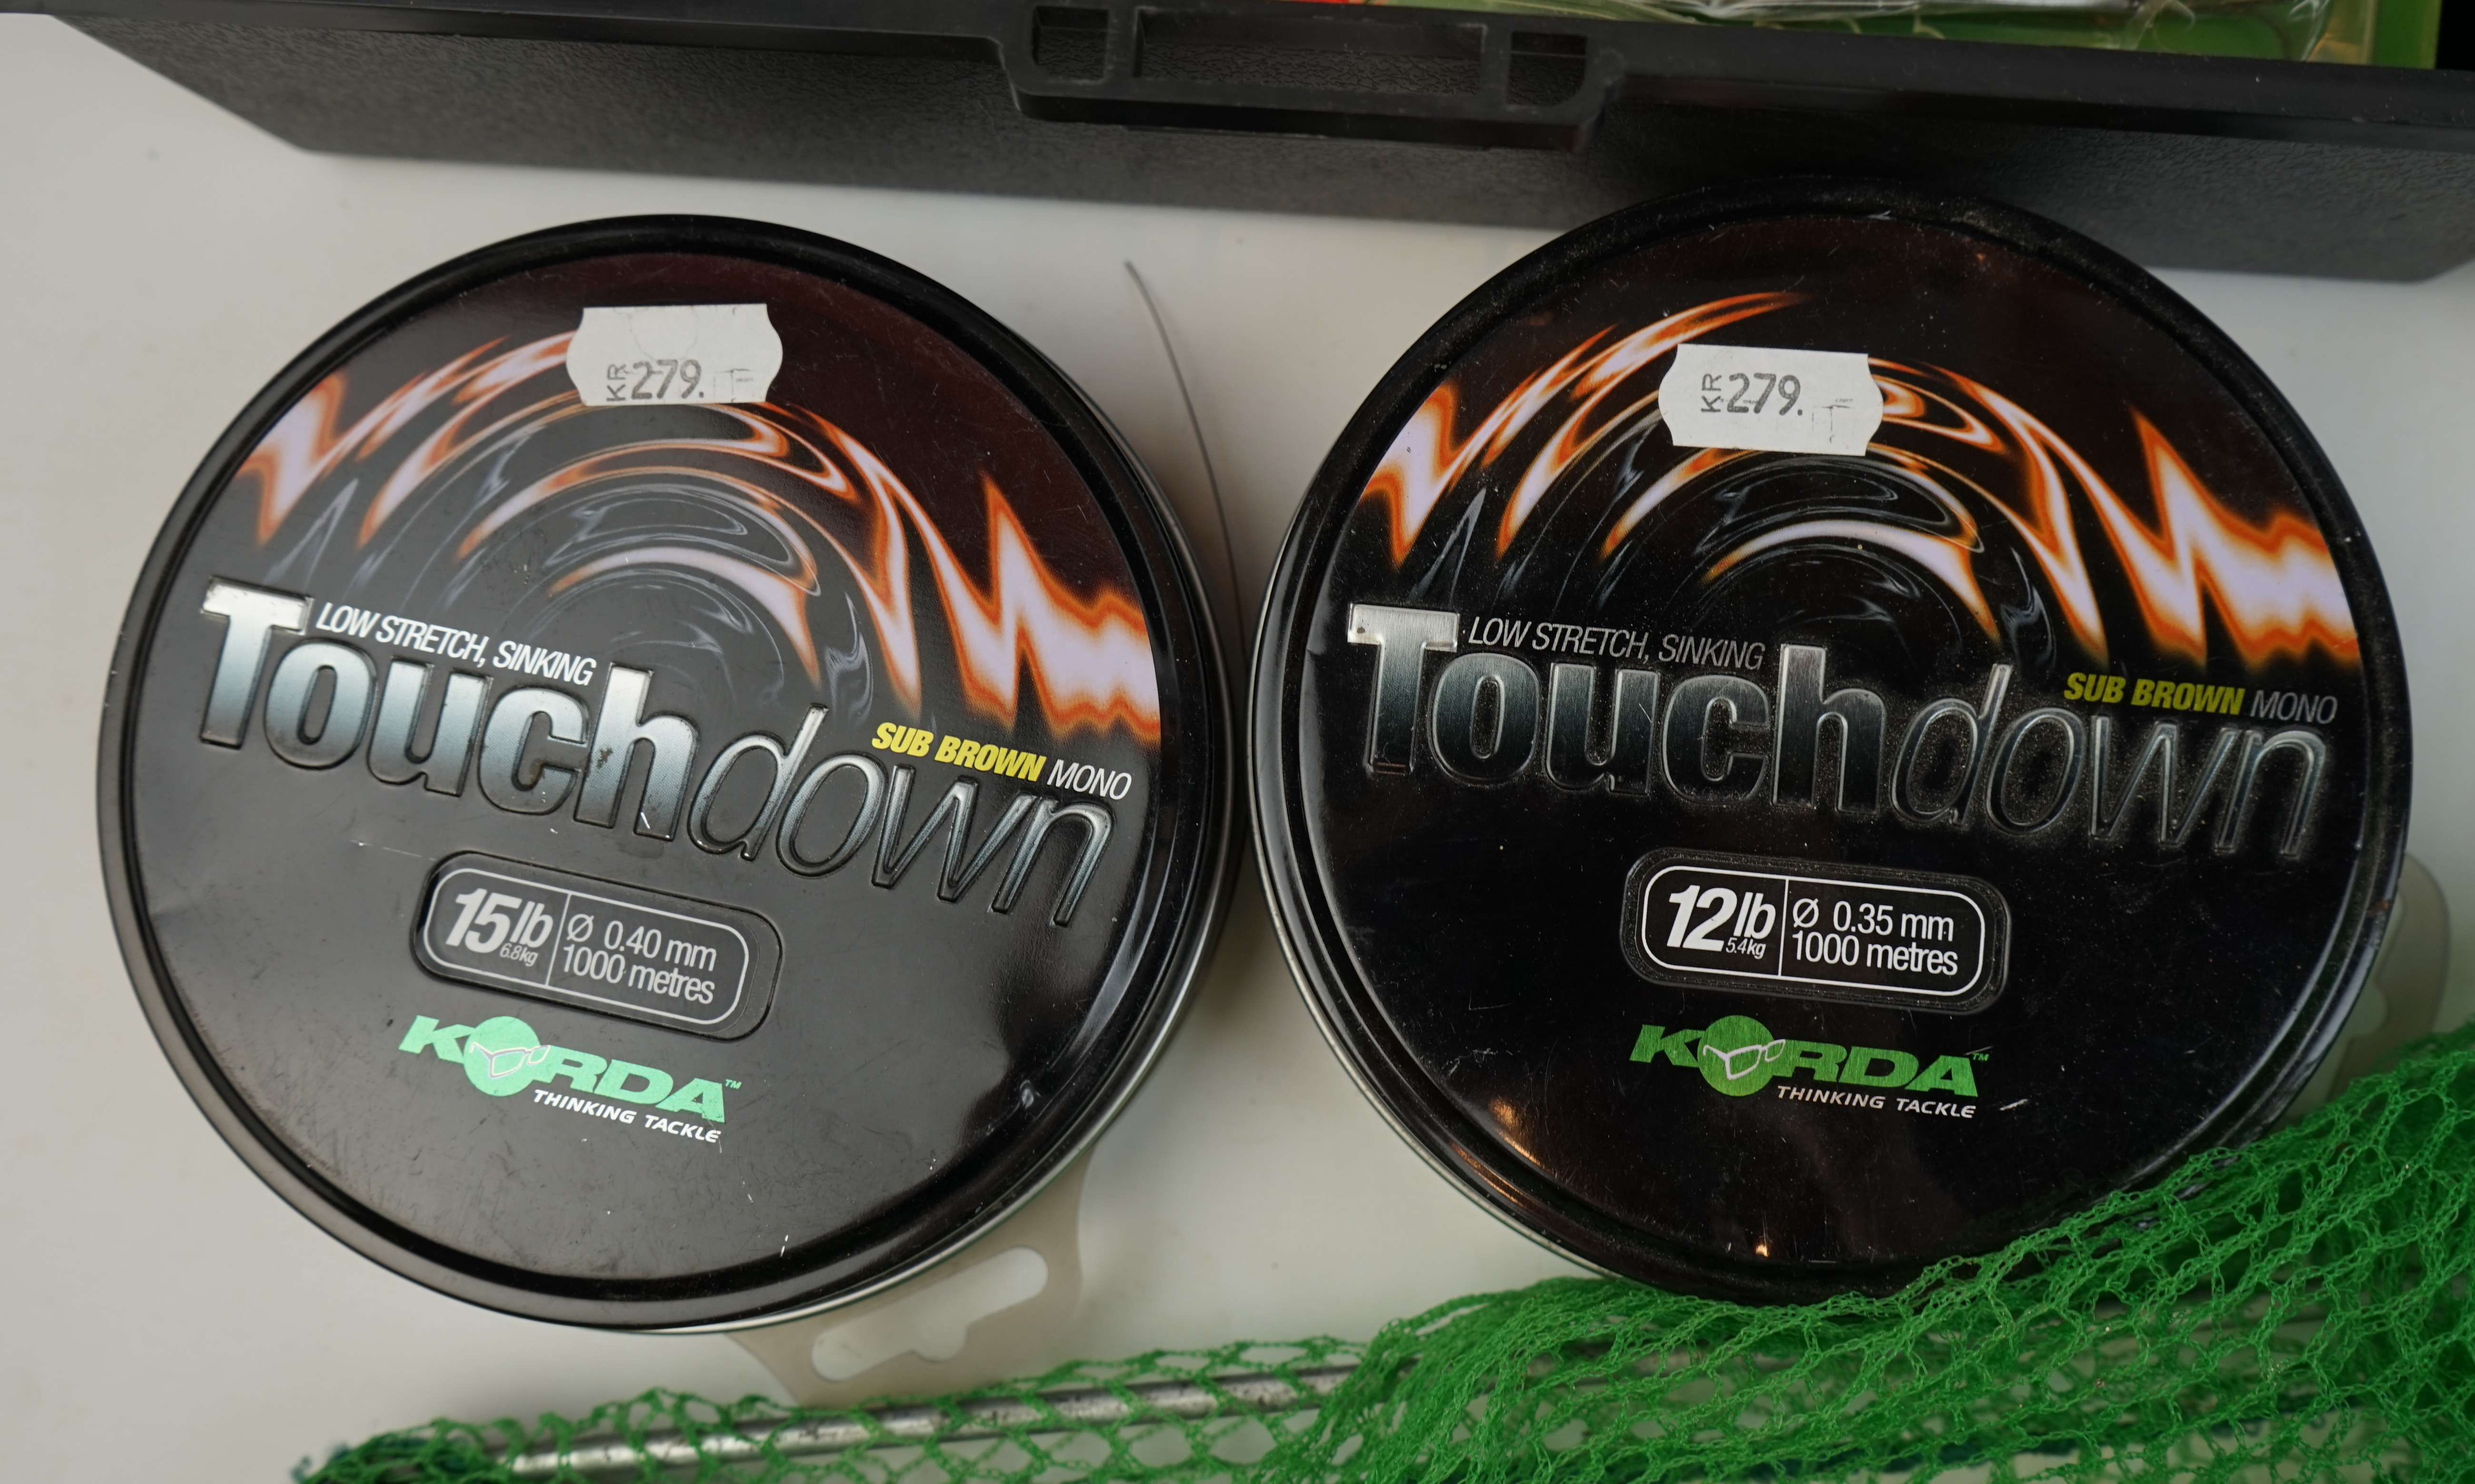 KR 279.
LOW STRETCH, SINKING
Touchdown
SUB BROWN MONO
15lb
6.8kg
Ø 0.40 mm
1000 metres
KORDA™
THINKING TACKLE
KR 279.
LOW STRETCH, SINKING
Touchdown
SUB BROWN MONO
12lb
5.4kg
Ø 0.35 mm
1000 metres
KORDA™
THINKING TACKLE